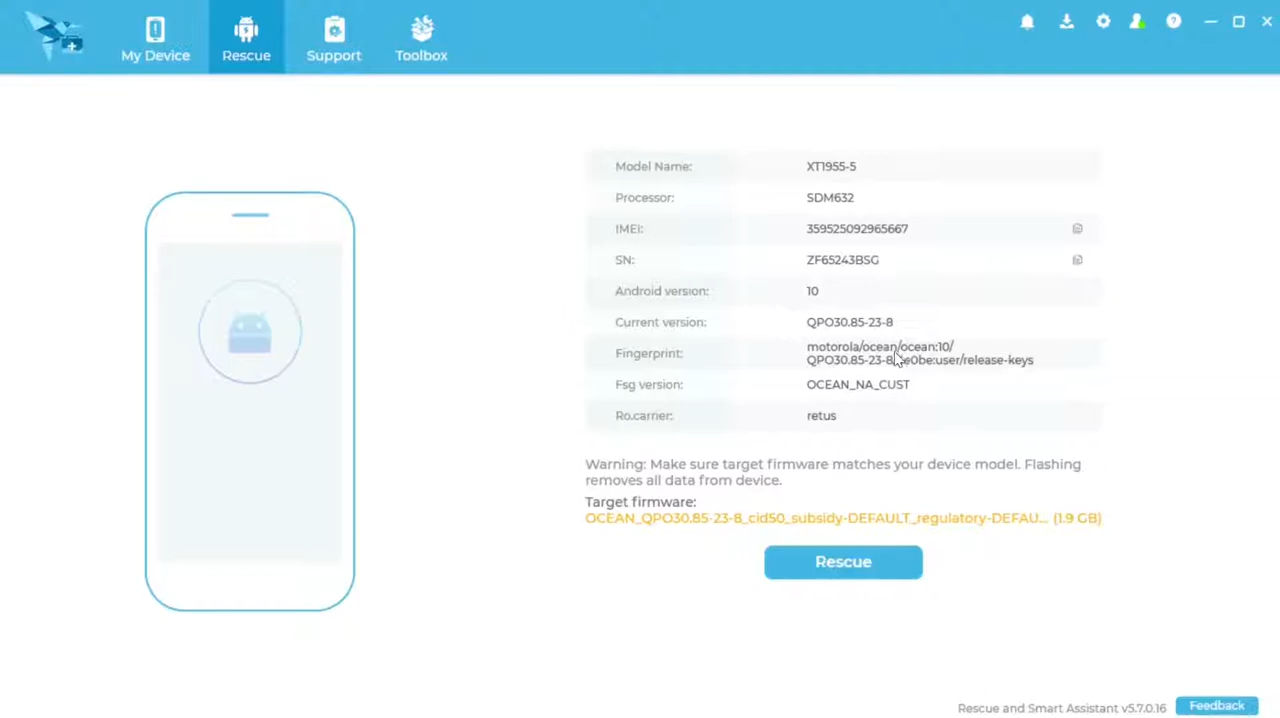 My Device
Rescue
Support
Toolbox
Model Name: XT1955-5
Processor: SDM632
IMEI: 359525092965667
SN: ZF65243BSG
Android version: 10
Current version: QPO30.85-23-8
Fingerprint: motorola/ocean/ocean:10/
QPO30.85-23-8/ e0be:user/release-keys
Fsg version: OCEAN_NA_CUST
Ro.carrier: retus
Warning: Make sure target firmware matches your device model. Flashing
removes all data from device.
Target firmware:
OCEAN_QPO30.85-23-8_cid50_subsidy-DEFAULT_regulatory-DEFAU... (1.9 GB)
Rescue
Rescue and Smart Assistant v5.7.0.16
Feedback